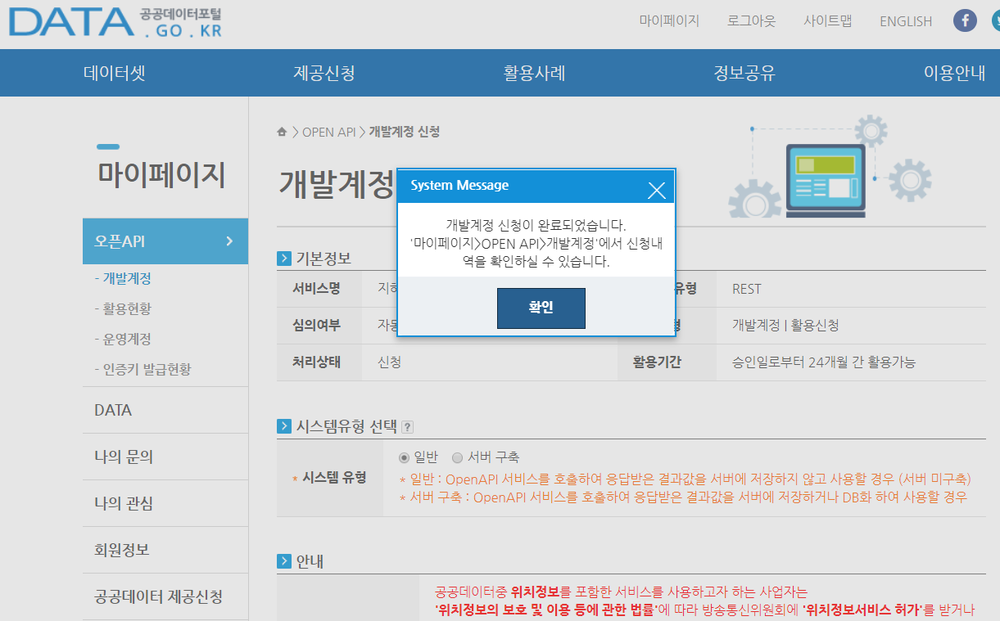 DATA 공공데이터포털
. GO . KR
마이페이지 로그아웃 사이트맵 ENGLISH
데이터셋 제공신청 활용사례 정보공유 이용안내
마이페이지
오픈API
- 개발계정
- 활용현황
- 운영계정
- 인증키 발급현황
DATA
나의 문의
나의 관심
회원정보
공공데이터 제공신청
OPEN API > 개발계정 신청
개발계정
System Message
개발계정 신청이 완료되었습니다.
'마이페이지>OPEN API>개발계정'에서 신청내
역을 확인하실 수 있습니다.
확인
기본정보
서비스명 유형 REST
심의여부 개발계정 | 활용신청
처리상태 신청 활용기간 승인일로부터 24개월 간 활용가능
시스템유형 선택 ?
* 시스템 유형
일반 서버 구축
* 일반 : OpenAPI 서비스를 호출하여 응답받은 결과값을 서버에 저장하지 않고 사용할 경우 (서버 미구축)
* 서버 구축 : OpenAPI 서비스를 호출하여 응답받은 결과값을 서버에 저장하거나 DB화 하여 사용할 경우
안내
공공데이터중 위치정보를 포함한 서비스를 사용하고자 하는 사업자는
'위치정보의 보호 및 이용 등에 관한 법률'에 따라 방송통신위원회에 '위치정보서비스 허가'를 받거나